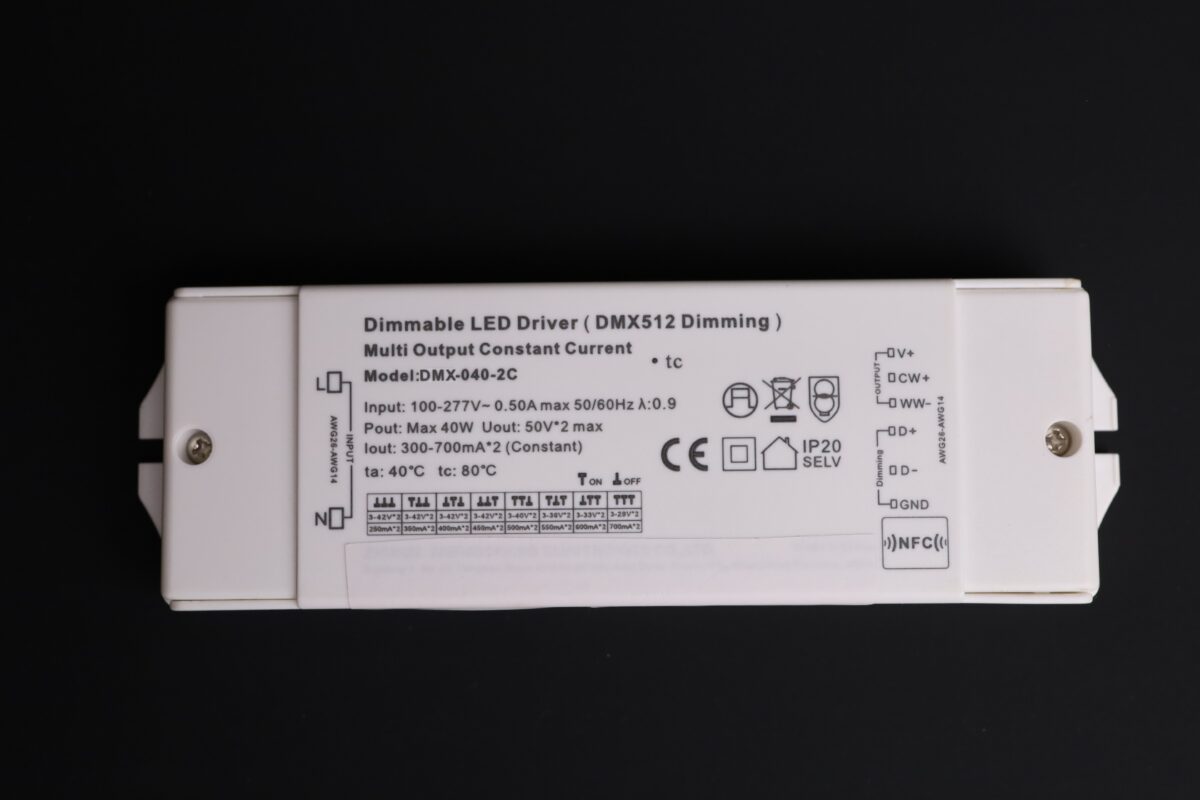 Dimmable LED Driver ( DMX512 Dimming )
Multi Output Constant Current
• tc
Model:DMX-040-2C
Input: 100-277V~ 0.50A max 50/60Hz λ:0.9
Pout: Max 40W Uout: 50V*2 max
Iout: 300-700mA*2 (Constant)
ta: 40°C tc: 80°C
ON OFF
3-42V*2 3-42V*2 3-42V*2 3-42V*2 3-40V*2 3-36V*2 3-33V*2 3-29V*2
250mA*2 350mA*2 400mA*2 450mA*2 500mA*2 550mA*2 600mA*2 700mA*2
L
INPUT
AWG26-AWG14
N
CE
IP20
SELV
OUTPUT
V+
CW+
WW-
Dimming
D+
D-
GND
AWG26-AWG14
NFC